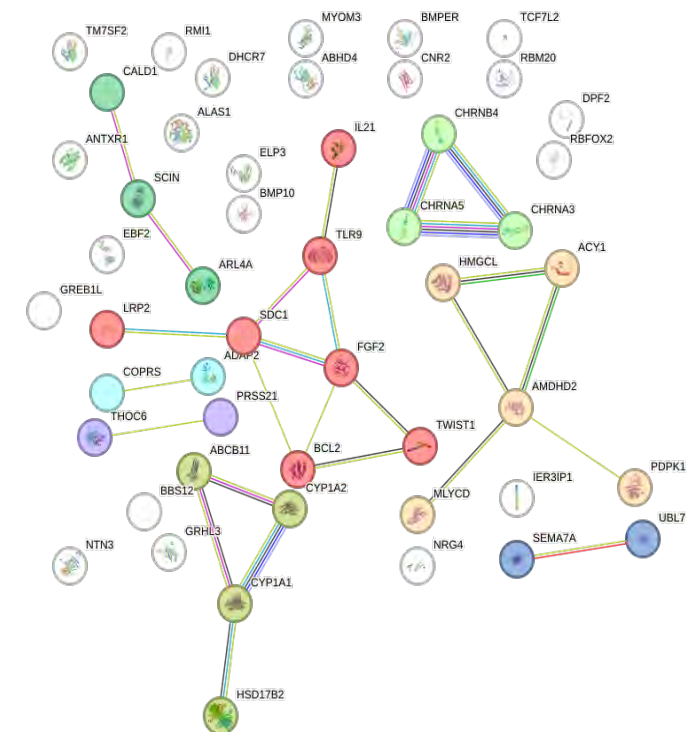 MYOM3
BMPER
TCF7L2
TM7SF2
RMI1
DHCR7
ABHD4
CNR2
RBM20
CALD1
DPF2
ALAS1
IL21
CHRNB4
RBFOX2
ANTXR1
ELP3
SCIN
BMP10
CHRNA5
CHRNA3
EBF2
ARL4A
TLR9
HMGCL
ACY1
GREB1L
LRP2
SDC1
FGF2
ADAP2
COPRS
PRSS21
AMDHD2
THOC6
TWIST1
ABCB11
BCL2
CYP1A2
PDPK1
BBS12
IER3IP1
MLYCD
UBL7
GRHL3
SEMA7A
NTN3
NRG4
CYP1A1
HSD17B2